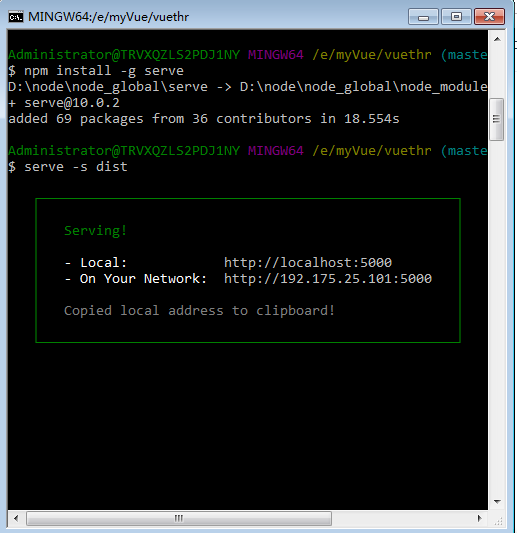 MINGW64:/e/myVue/vuethr
Administrator@TRVXQZLS2PDJ1NY MINGW64 /e/myVue/vuethr (maste
$ npm install -g serve
D:\node\node_global\serve -> D:\node\node_global\node_module
+ serve@10.0.2
added 69 packages from 36 contributors in 18.554s
Administrator@TRVXQZLS2PDJ1NY MINGW64 /e/myVue/vuethr (maste
$ serve -s dist
Serving!
- Local: http://localhost:5000
- On Your Network: http://192.175.25.101:5000
Copied local address to clipboard!